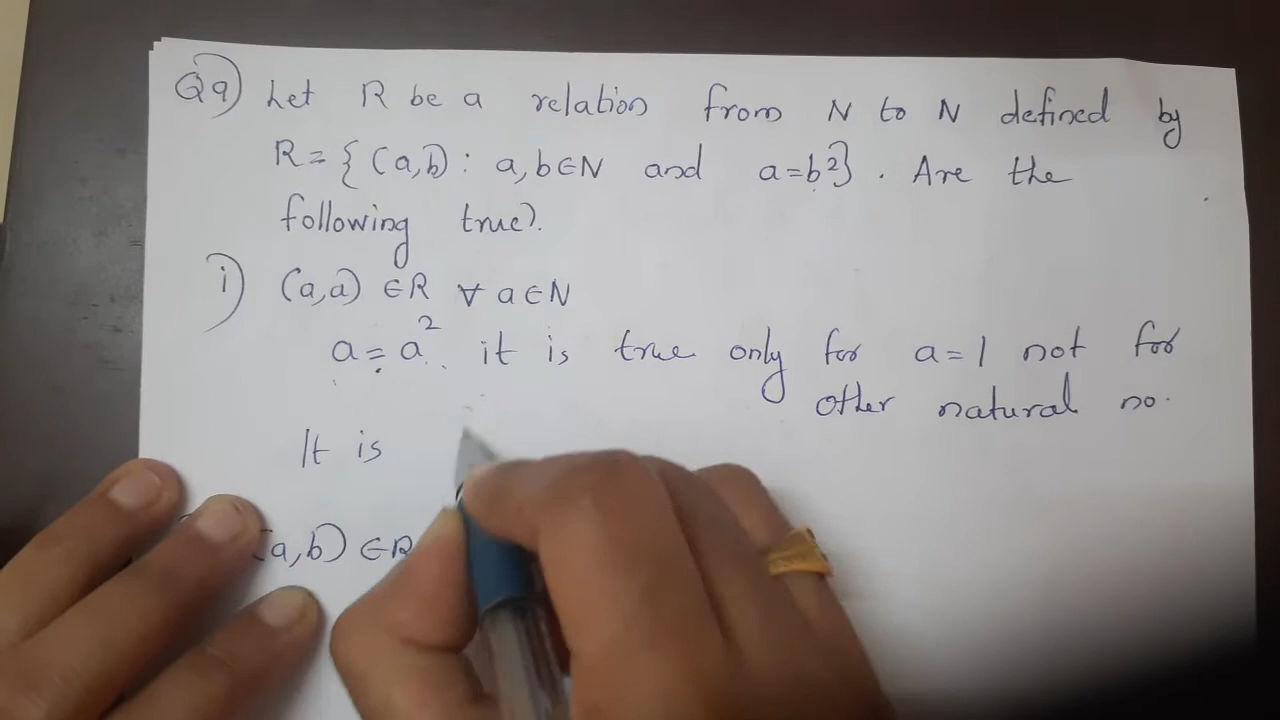 Q9) Let R be a relation from N to N defined by
R = {(a,b) : a,b∈N and a=b²}. Are the
following true?
i) (a,a) ∈R ∀ a∈N
a = a² it is true only for a=1 not for
other natural no.
It is
(a,b) ∈R